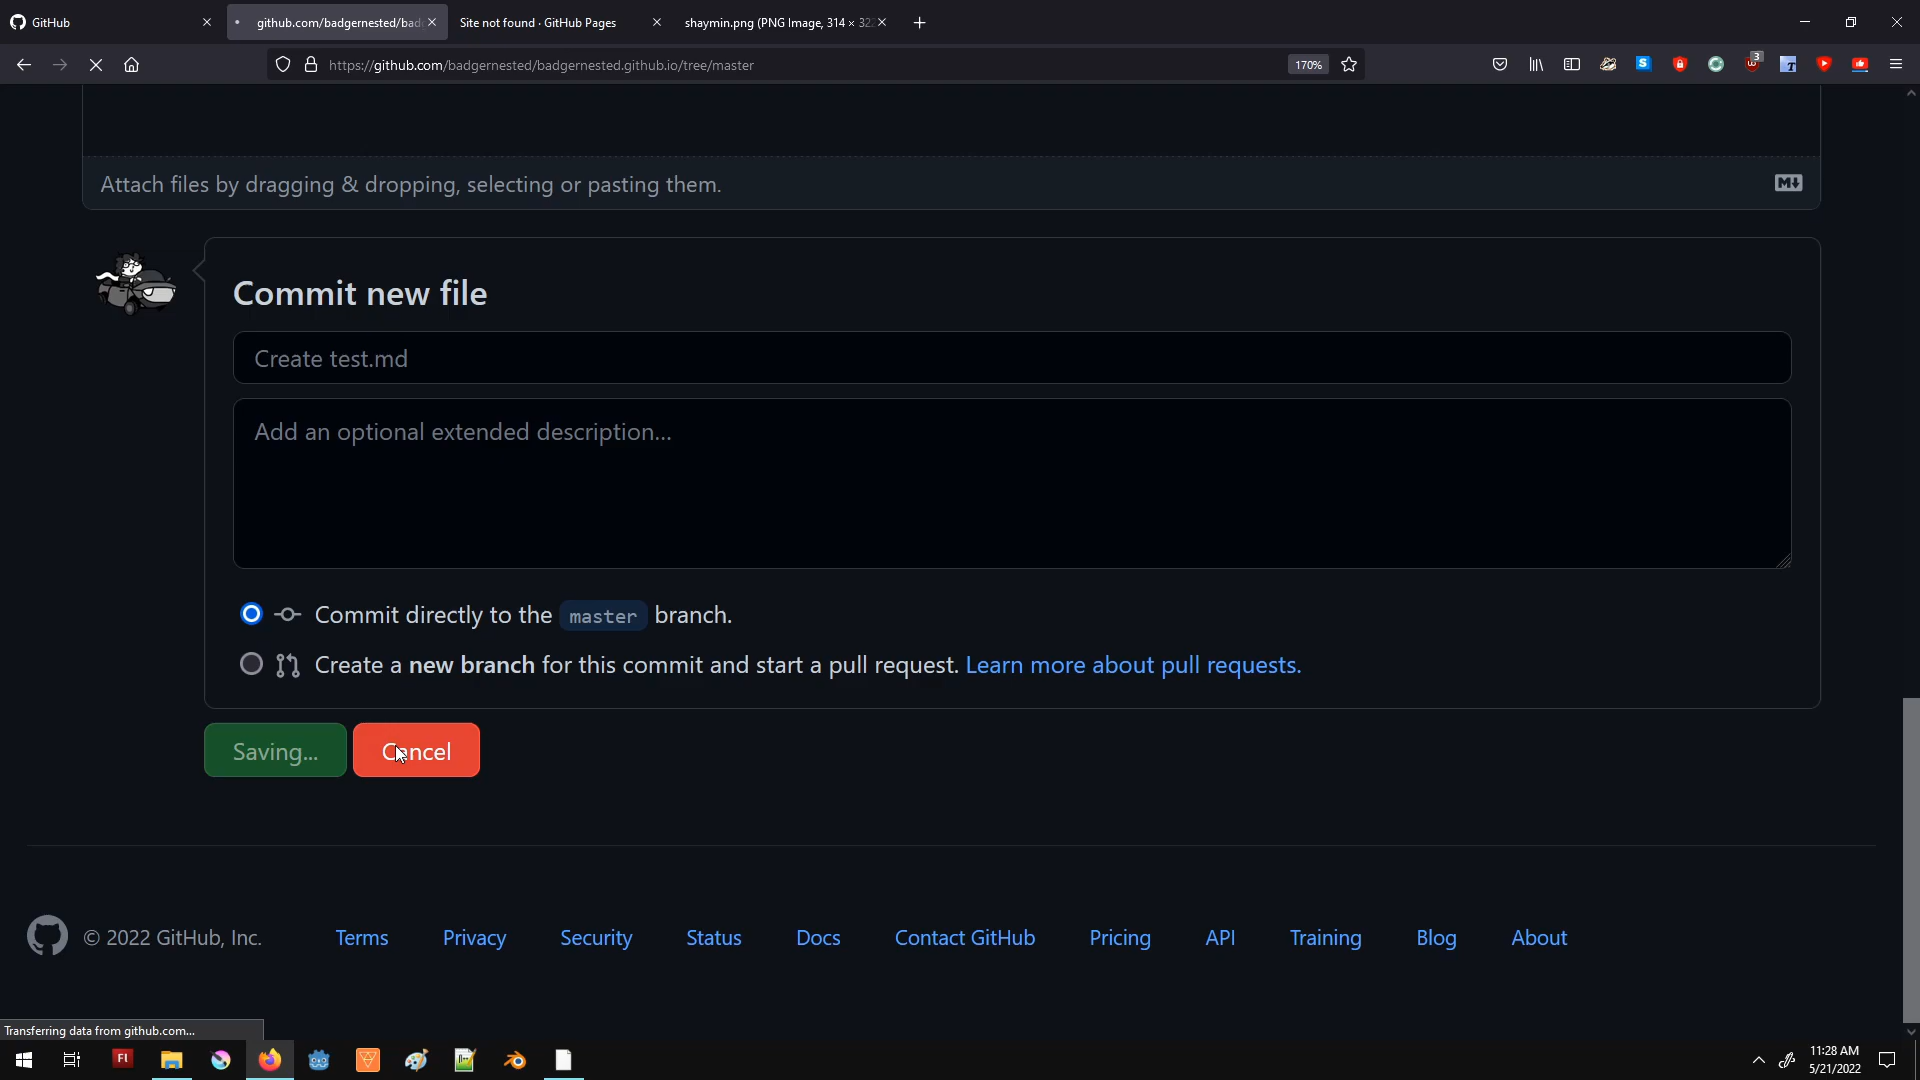 GitHub
github.com/badgernested/bad
Site not found · GitHub Pages
shaymin.png (PNG Image, 314 × 32
https://github.com/badgernested/badgernested.github.io/tree/master
170%
3
Attach files by dragging & dropping, selecting or pasting them.
Commit new file
Create test.md
Add an optional extended description...
Commit directly to the master branch.
Create a new branch for this commit and start a pull request. Learn more about pull requests.
Saving...
Cancel
© 2022 GitHub, Inc.
Terms
Privacy
Security
Status
Docs
Contact GitHub
Pricing
API
Training
Blog
About
Transferring data from github.com...
Fl
11:28 AM
5/21/2022